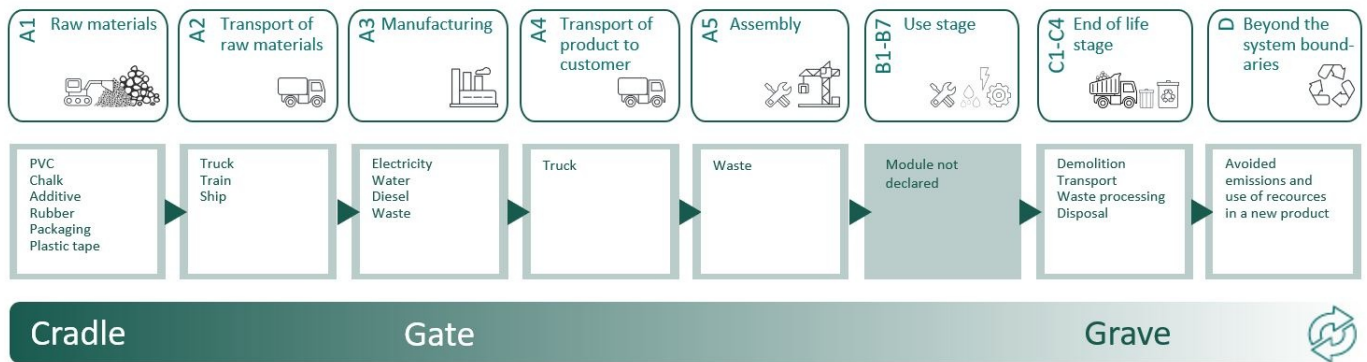 A1
Raw materials
A2
Transport of
raw materials
A3
Manufacturing
A4
Transport of
product to
customer
A5
Assembly
B1-B7
Use stage
C1-C4
End of life
stage
D
Beyond the
system bound-
aries
PVC
Chalk
Additive
Rubber
Packaging
Plastic tape
Truck
Train
Ship
Electricity
Water
Diesel
Waste
Truck
Waste
Module not
declared
Demolition
Transport
Waste processing
Disposal
Avoided
emissions and
use of recources
in a new product
Cradle
Gate
Grave